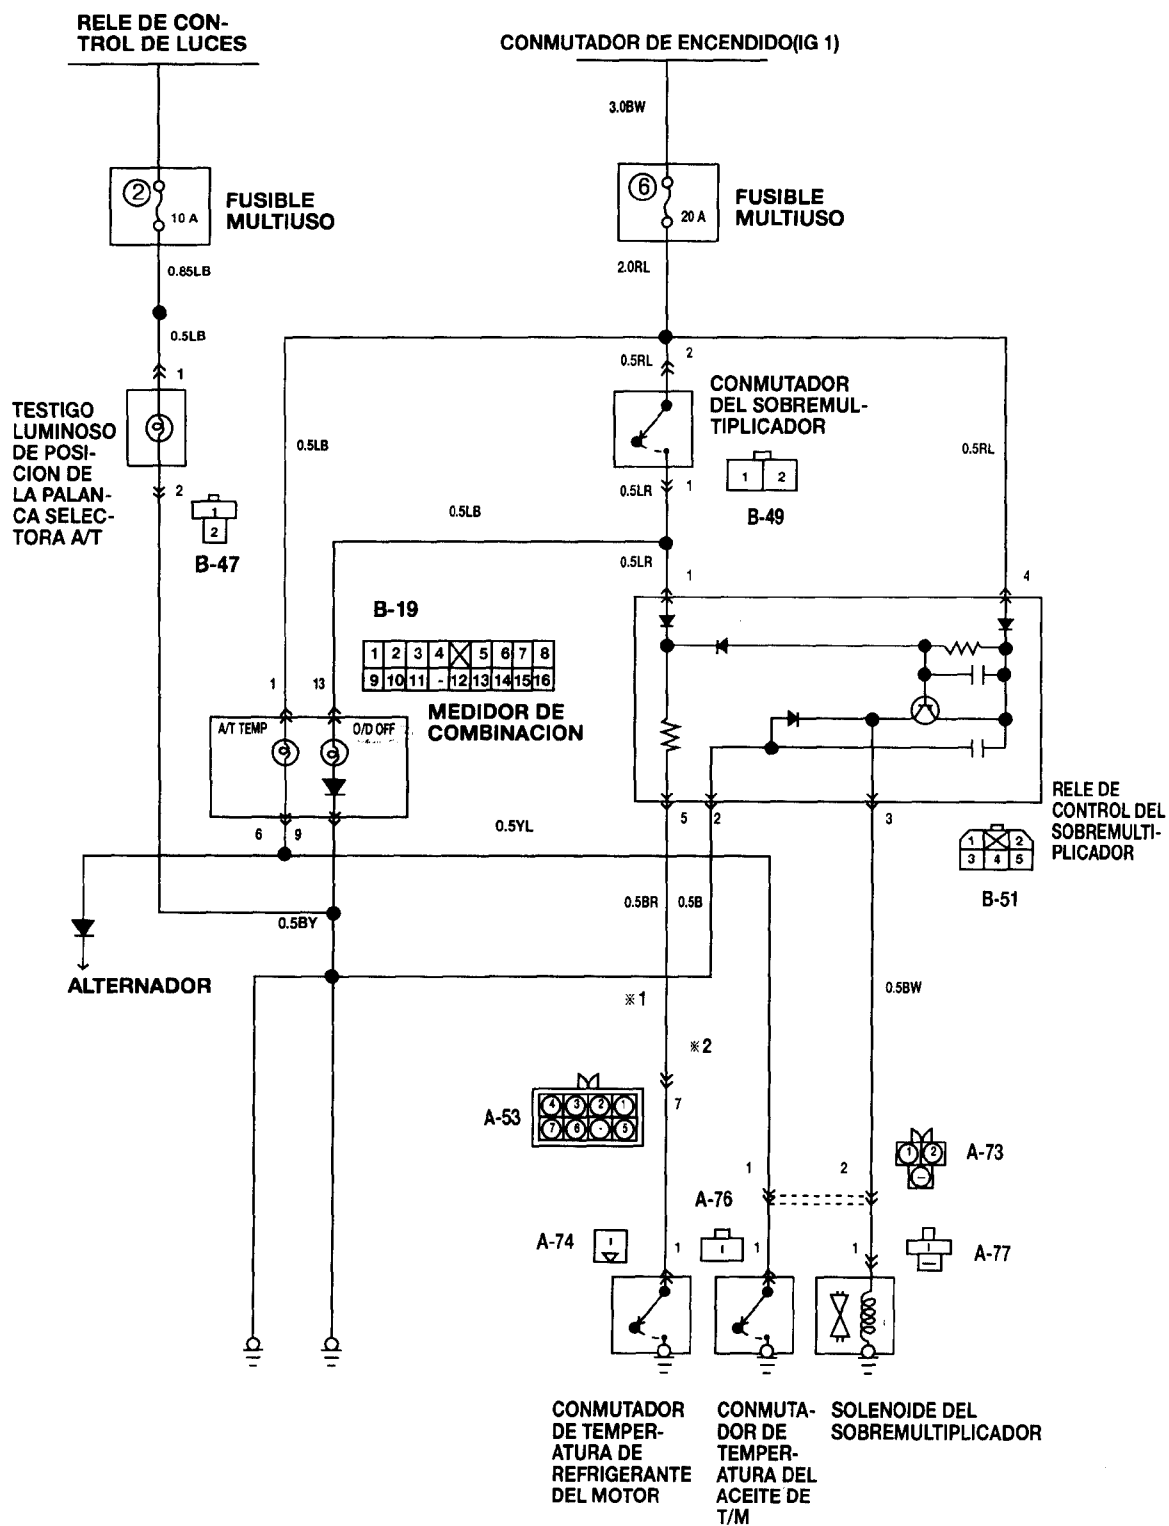 RELE DE CON-
TROL DE LUCES
CONMUTADOR DE ENCENDIDO(IG 1)
3.0BW
2
10 A
FUSIBLE
MULTIUSO
6
20 A
FUSIBLE
MULTIUSO
0.85LB
2.0RL
0.5LB
0.5RL
2
1
TESTIGO
LUMINOSO
DE POSI-
CION DE
LA PALAN-
CA SELEC-
TORA A/T
CONMUTADOR
DEL SOBREMUL-
TIPLICADOR
0.5LB
0.5RL
1 2
B-49
2
1
2
B-47
0.5LR
1
0.5LB
0.5LR
1
4
B-19
1 2 3 4 5 6 7 8
9 10 11 - 12 13 14 15 16
MEDIDOR DE
COMBINACION
1
13
A/T TEMP
O/D OFF
6
9
0.5YL
5
2
3
RELE DE
CONTROL DEL
SOBREMULTI-
PLICADOR
1 2
3 4 5
B-51
0.5BR
0.5B
0.5BY
ALTERNADOR
0.5BW
※1
※2
A-53
4 3 2 1
7 6 - 5
7
1
2
1 2
-
A-73
A-76
A-74
1
1
1
A-77
CONMUTADOR
DE TEMPER-
ATURA DE
REFRIGERANTE
DEL MOTOR
CONMUTA-
DOR DE
TEMPER-
ATURA DEL
ACEITE DE
T/M
SOLENOIDE DEL
SOBREMULTIPLICADOR